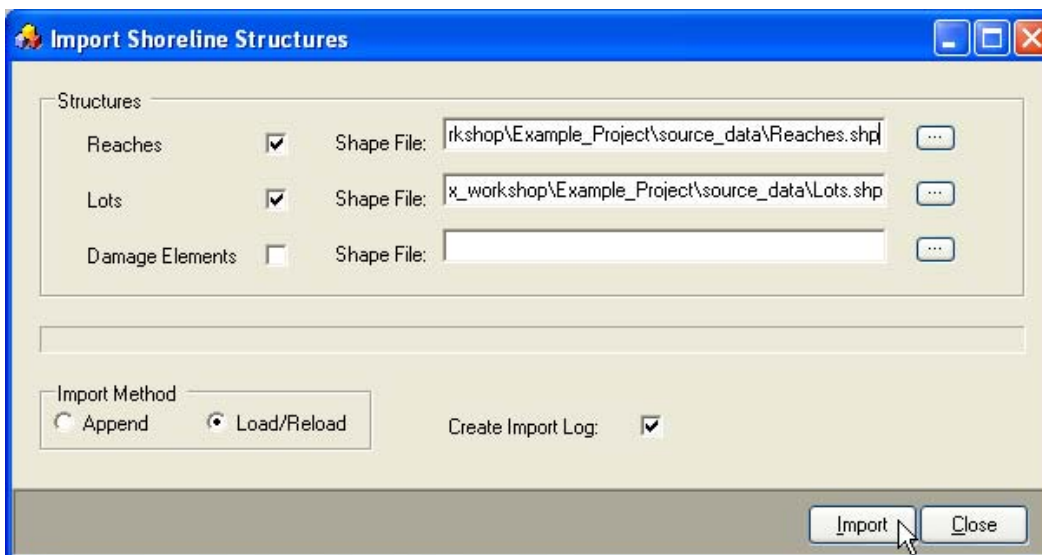 Import Shoreline Structures
Structures
Reaches Shape File: rkshop\Example_Project\source_data\Reaches.shp ...
Lots Shape File: x_workshop\Example_Project\source_data\Lots.shp ...
Damage Elements Shape File: ...
Import Method
Append Load/Reload Create Import Log:
Import Close